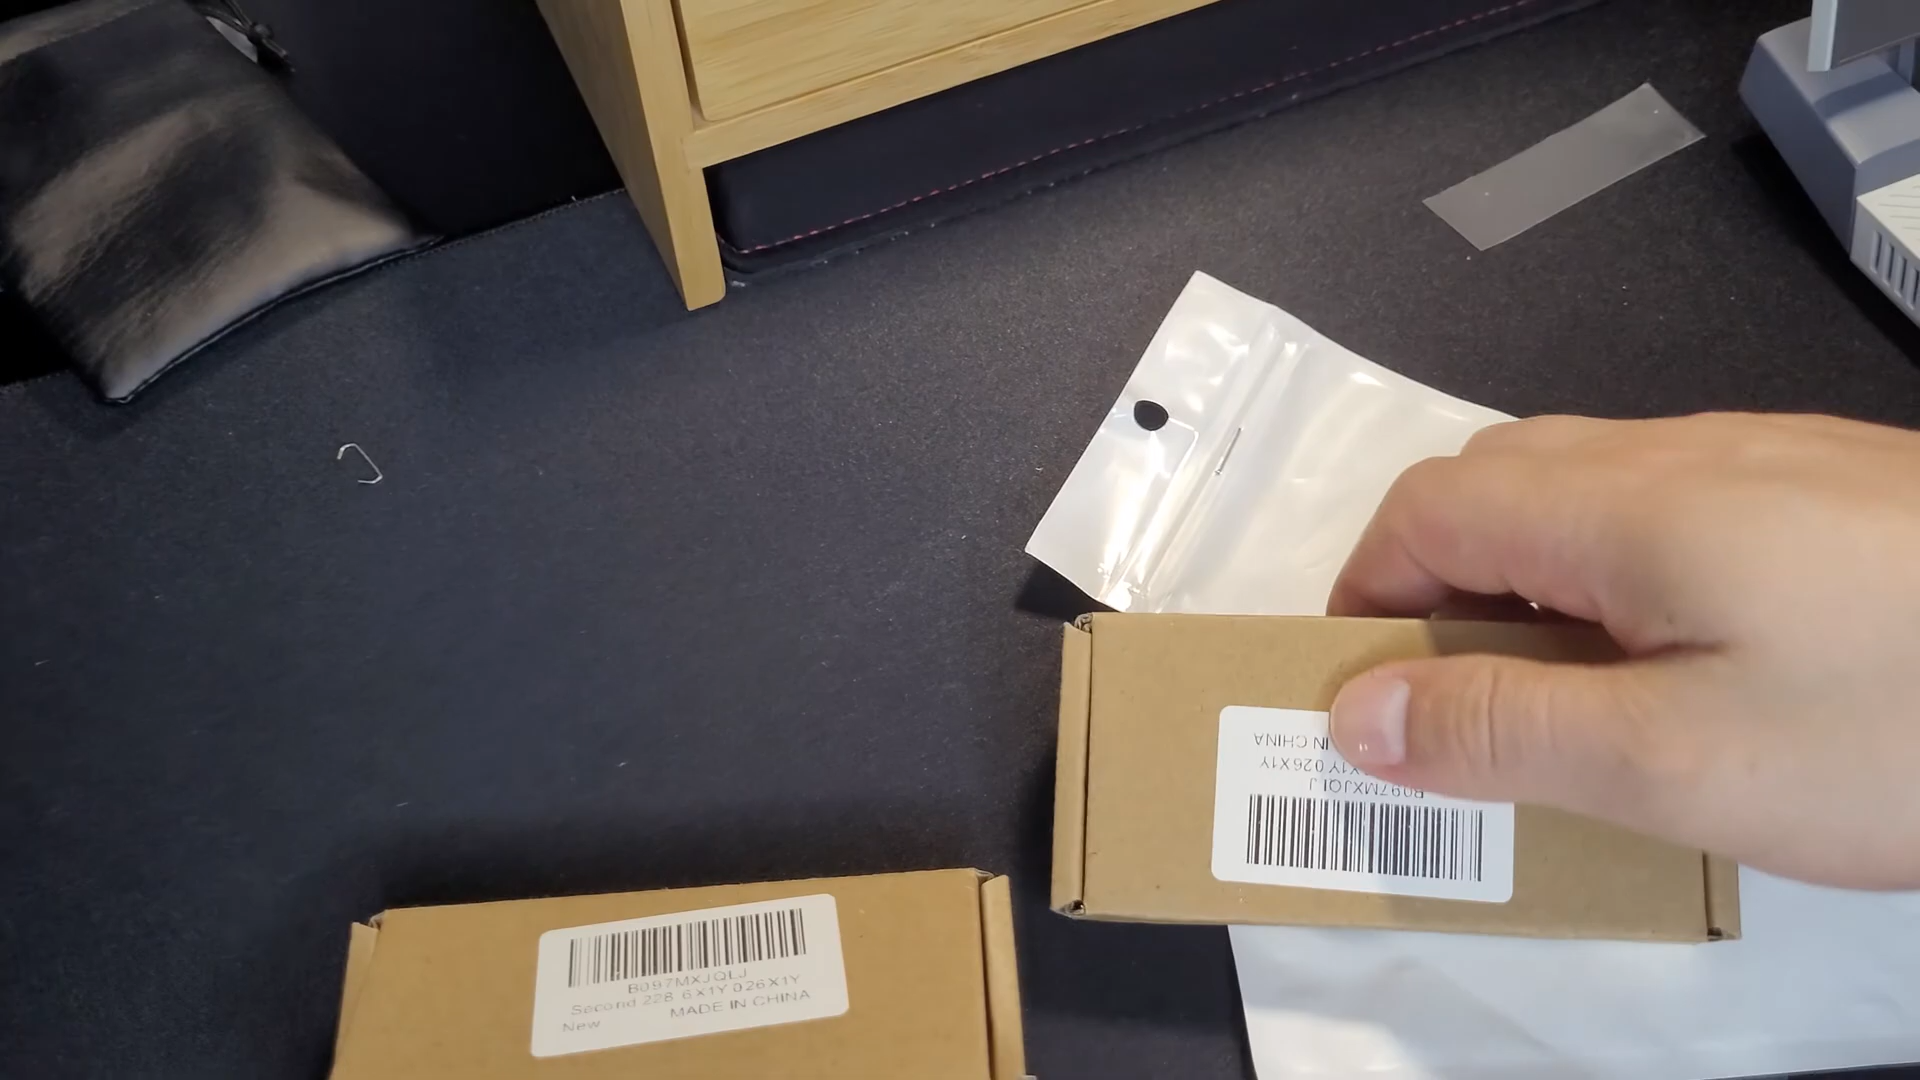 B097MXJQLJ
Second 228 6X1Y 026X1Y
New MADE IN CHINA
B097MXJQLJ
X1Y 026X1Y
IN CHINA